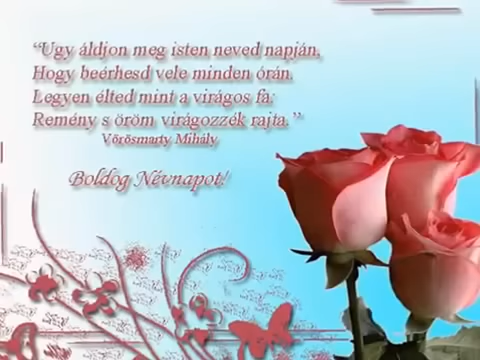 “Ugy áldjon meg isten neved napján,
Hogy beérhesd vele minden órán.
Legyen élted mint a virágos fa:
Remény s öröm virágozzék rajta.”
Vörösmarty Mihály
Boldog Névnapot!